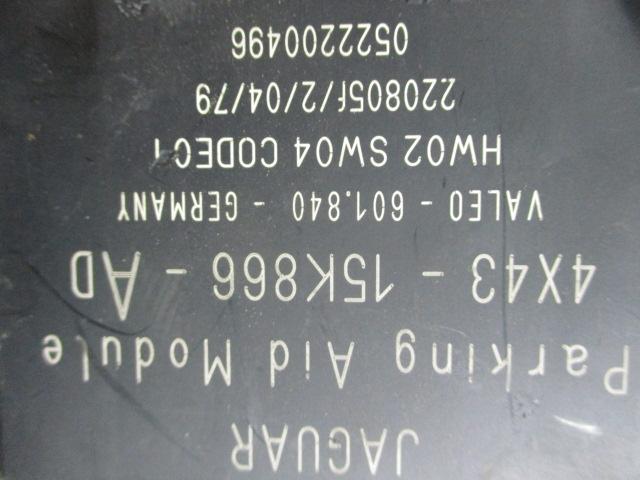 JAGUAR
Parking Aid Module
4X43 - 15K866 - AD
VALEO - 601.840 - GERMANY
HW02 SW04 CODE01
220805f/2/04/79
0522200496